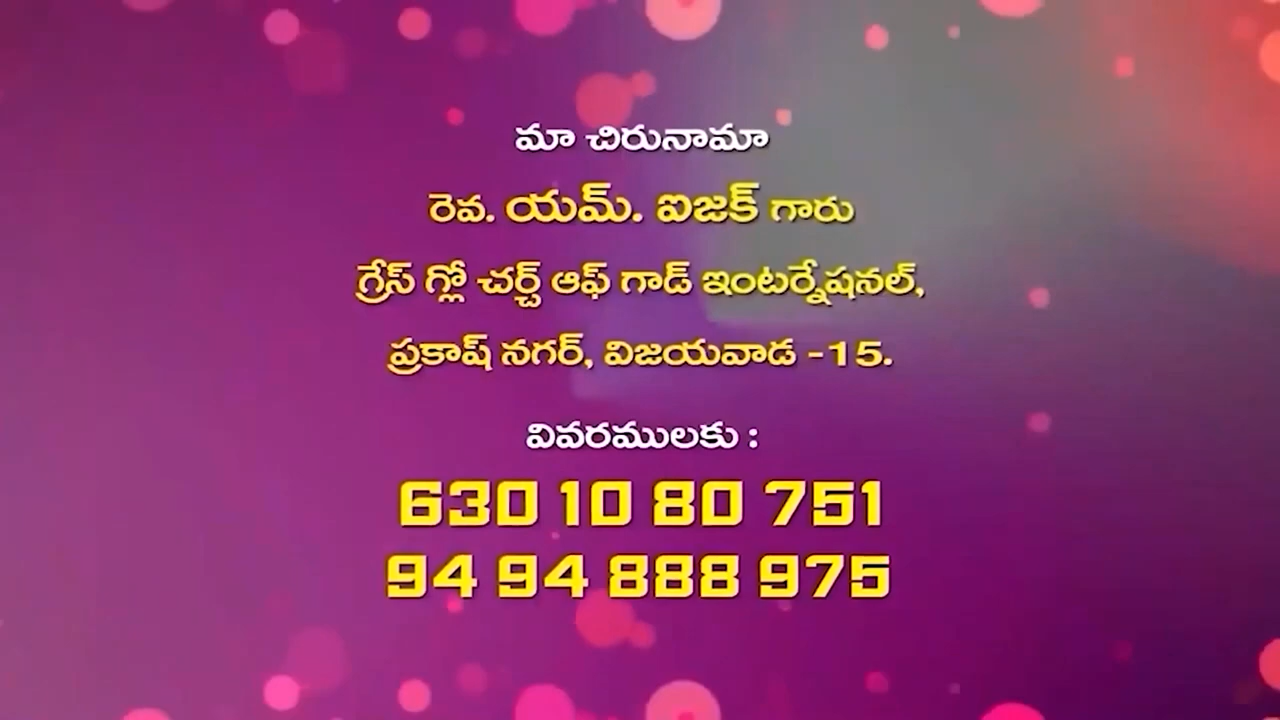 మా చిరునామా
రెవ. యమ్. ఐజక్ గారు
గ్రేస్ గ్లో చర్చ్ ఆఫ్ గాడ్ ఇంటర్నేషనల్,
ప్రకాష్ నగర్, విజయవాడ -15.
వివరములకు :
630 10 80 751
94 94 888 975